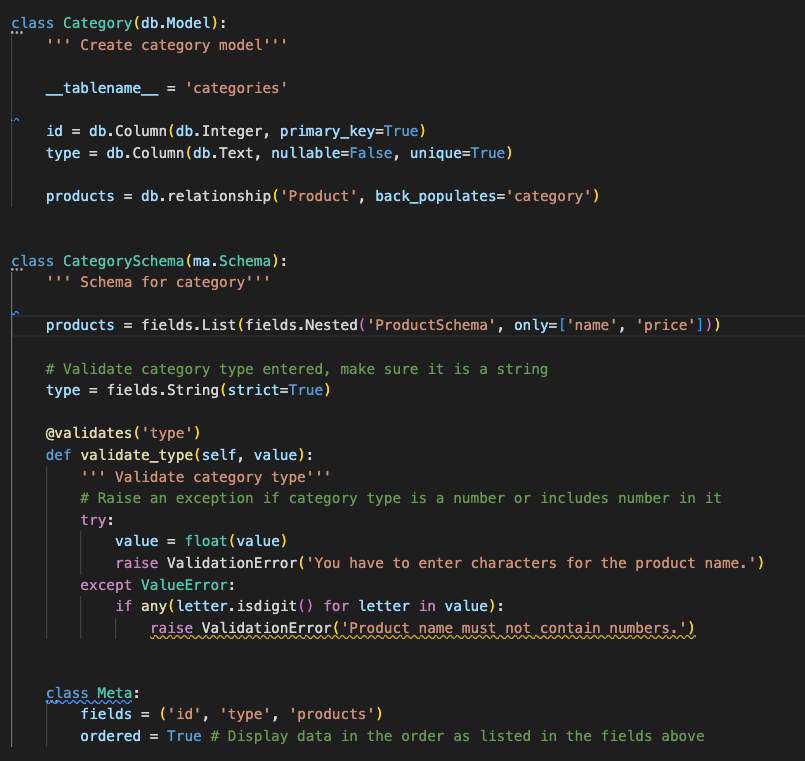 class Category(db.Model):
    ''' Create category model'''
    __tablename__ = 'categories'
    id = db.Column(db.Integer, primary_key=True)
    type = db.Column(db.Text, nullable=False, unique=True)
    products = db.relationship('Product', back_populates='category')
class CategorySchema(ma.Schema):
    ''' Schema for category'''
    products = fields.List(fields.Nested('ProductSchema', only=['name', 'price']))
    # Validate category type entered, make sure it is a string
    type = fields.String(strict=True)
    @validates('type')
    def validate_type(self, value):
        ''' Validate category type'''
        # Raise an exception if category type is a number or includes number in it
        try:
            value = float(value)
            raise ValidationError('You have to enter characters for the product name.')
        except ValueError:
            if any(letter.isdigit() for letter in value):
                raise ValidationError('Product name must not contain numbers.')
    class Meta:
        fields = ('id', 'type', 'products')
        ordered = True # Display data in the order as listed in the fields above